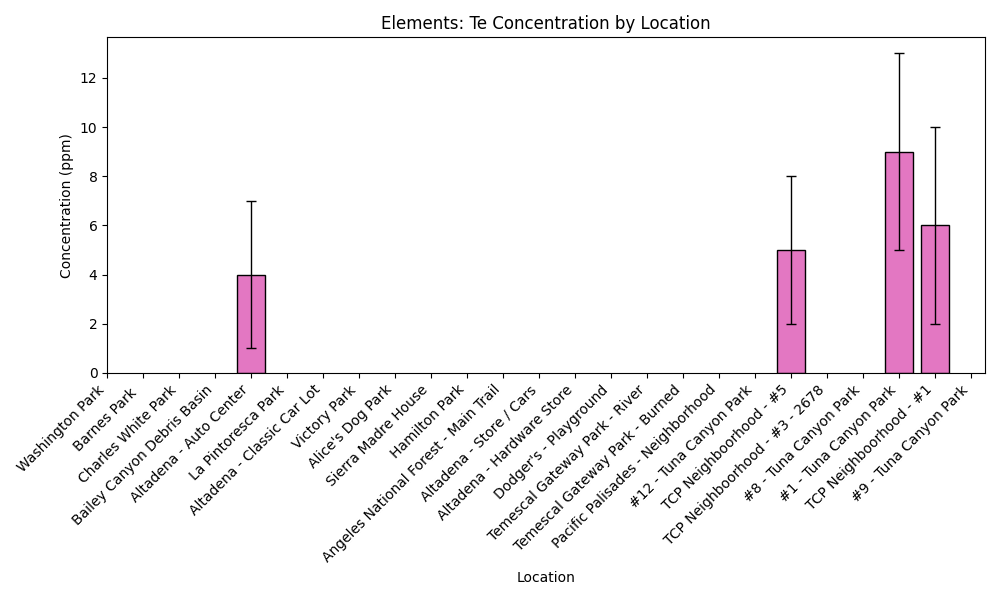 Elements: Te Concentration by Location
Concentration (ppm)
12
10
8
6
4
2
0
Washington Park
Barnes Park
Charles White Park
Bailey Canyon Debris Basin
Altadena - Auto Center
La Pintoresca Park
Altadena - Classic Car Lot
Victory Park
Alice's Dog Park
Sierra Madre House
Hamilton Park
Angeles National Forest - Main Trail
Altadena - Store / Cars
Altadena - Hardware Store
Dodger's - Playground
Temescal Gateway Park - River
Temescal Gateway Park - Burned
Pacific Palisades - Neighborhood
#12 - Tuna Canyon Park
TCP Neighborhoood - #5
TCP Neighboorhood - #3 - 2678
#8 - Tuna Canyon Park
#1 - Tuna Canyon Park
TCP Neighborhoood - #1
#9 - Tuna Canyon Park
Location